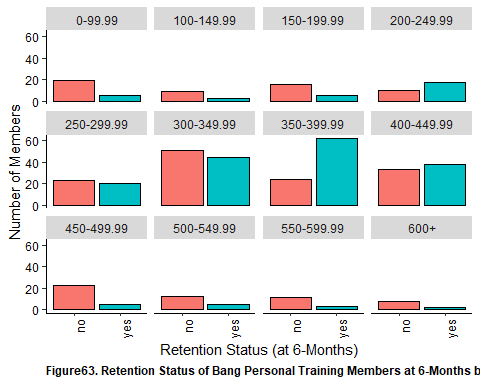 0-99.99 100-149.99 150-199.99 200-249.99
60
40
20
0
250-299.99 300-349.99 350-399.99 400-449.99
60
40
20
0
450-499.99 500-549.99 550-599.99 600+
60
40
20
0
no yes no yes no yes no yes
Number of Members
Retention Status (at 6-Months)
Figure63. Retention Status of Bang Personal Training Members at 6-Months b